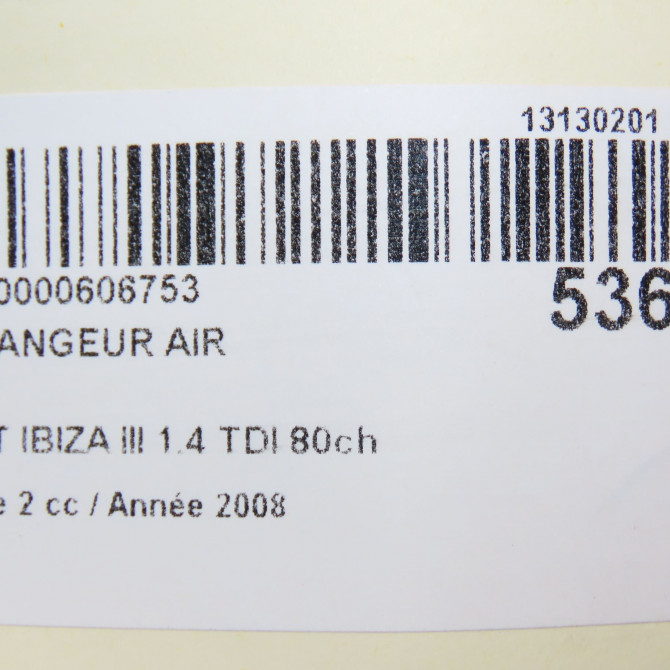 13130201
0000606753
536
ANGEUR AIR
T IBIZA III 1.4 TDI 80ch
e 2 cc / Année 2008